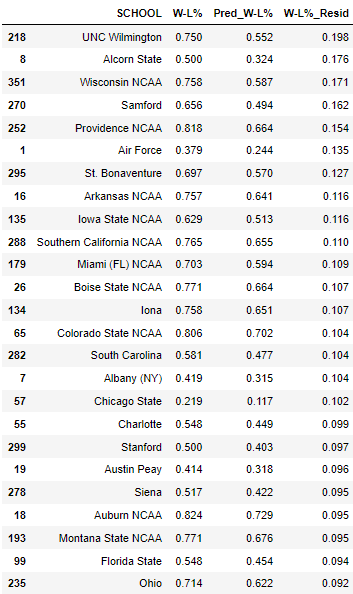 SCHOOL W-L% Pred_W-L% W-L%_Resid
218 UNC Wilmington 0.750 0.552 0.198
8 Alcorn State 0.500 0.324 0.176
351 Wisconsin NCAA 0.758 0.587 0.171
270 Samford 0.656 0.494 0.162
252 Providence NCAA 0.818 0.664 0.154
1 Air Force 0.379 0.244 0.135
295 St. Bonaventure 0.697 0.570 0.127
16 Arkansas NCAA 0.757 0.641 0.116
135 Iowa State NCAA 0.629 0.513 0.116
288 Southern California NCAA 0.765 0.655 0.110
179 Miami (FL) NCAA 0.703 0.594 0.109
26 Boise State NCAA 0.771 0.664 0.107
134 Iona 0.758 0.651 0.107
65 Colorado State NCAA 0.806 0.702 0.104
282 South Carolina 0.581 0.477 0.104
7 Albany (NY) 0.419 0.315 0.104
57 Chicago State 0.219 0.117 0.102
55 Charlotte 0.548 0.449 0.099
299 Stanford 0.500 0.403 0.097
19 Austin Peay 0.414 0.318 0.096
278 Siena 0.517 0.422 0.095
18 Auburn NCAA 0.824 0.729 0.095
193 Montana State NCAA 0.771 0.676 0.095
99 Florida State 0.548 0.454 0.094
235 Ohio 0.714 0.622 0.092